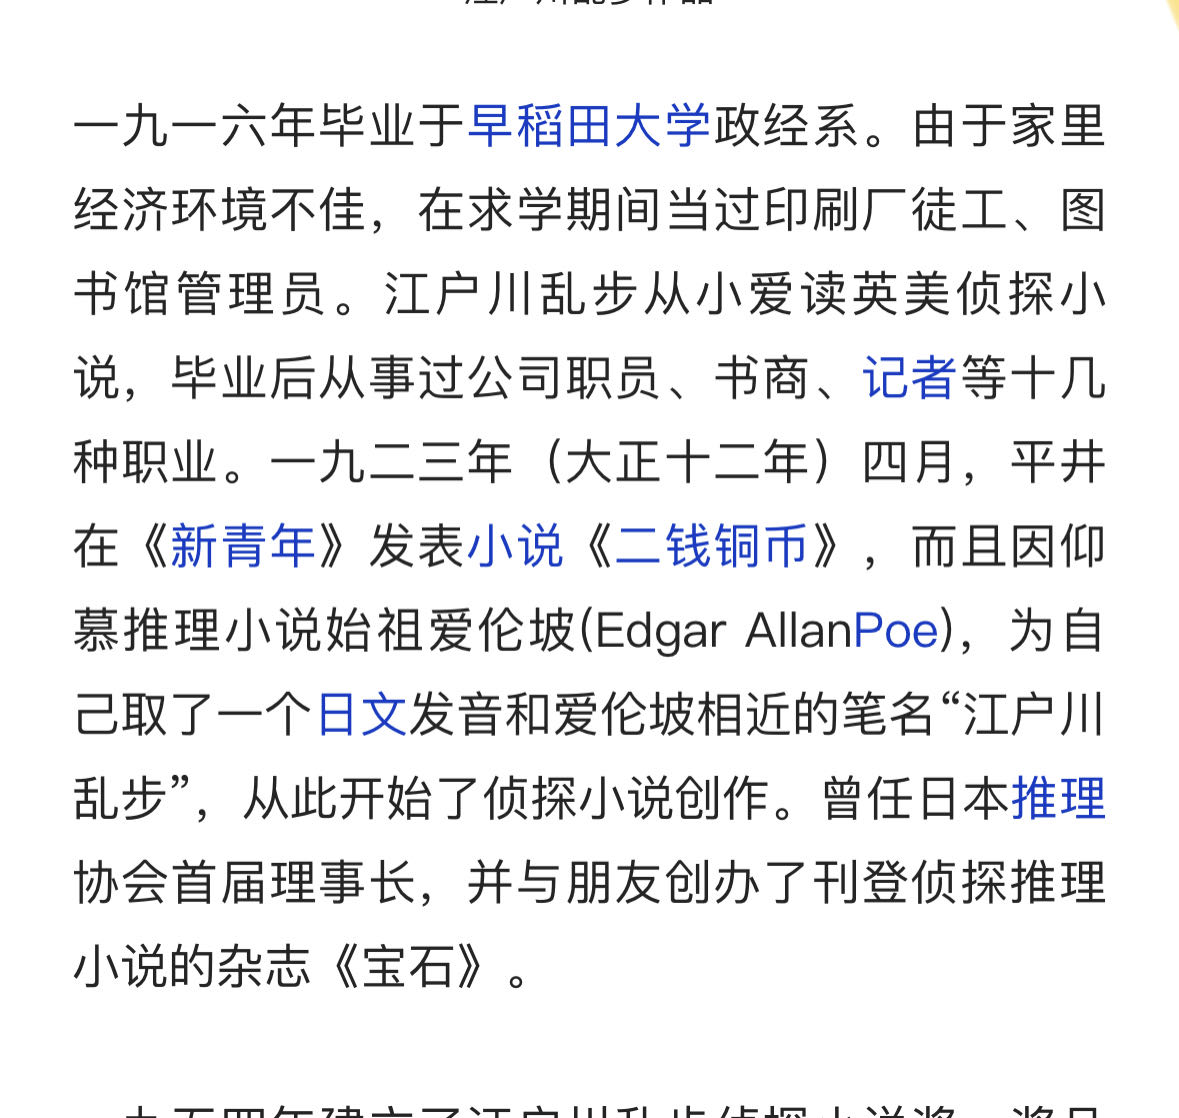 一九一六年毕业于早稻田大学政经系。由于家里
经济环境不佳，在求学期间当过印刷厂徒工、图
书馆管理员。江户川乱步从小爱读英美侦探小
说，毕业后从事过公司职员、书商、记者等十几
种职业。一九二三年（大正十二年）四月，平井
在《新青年》发表小说《二钱铜币》，而且因仰
慕推理小说始祖爱伦坡(Edgar AllanPoe)，为自
己取了一个日文发音和爱伦坡相近的笔名“江户川
乱步”，从此开始了侦探小说创作。曾任日本推理
协会首届理事长，并与朋友创办了刊登侦探推理
小说的杂志《宝石》。